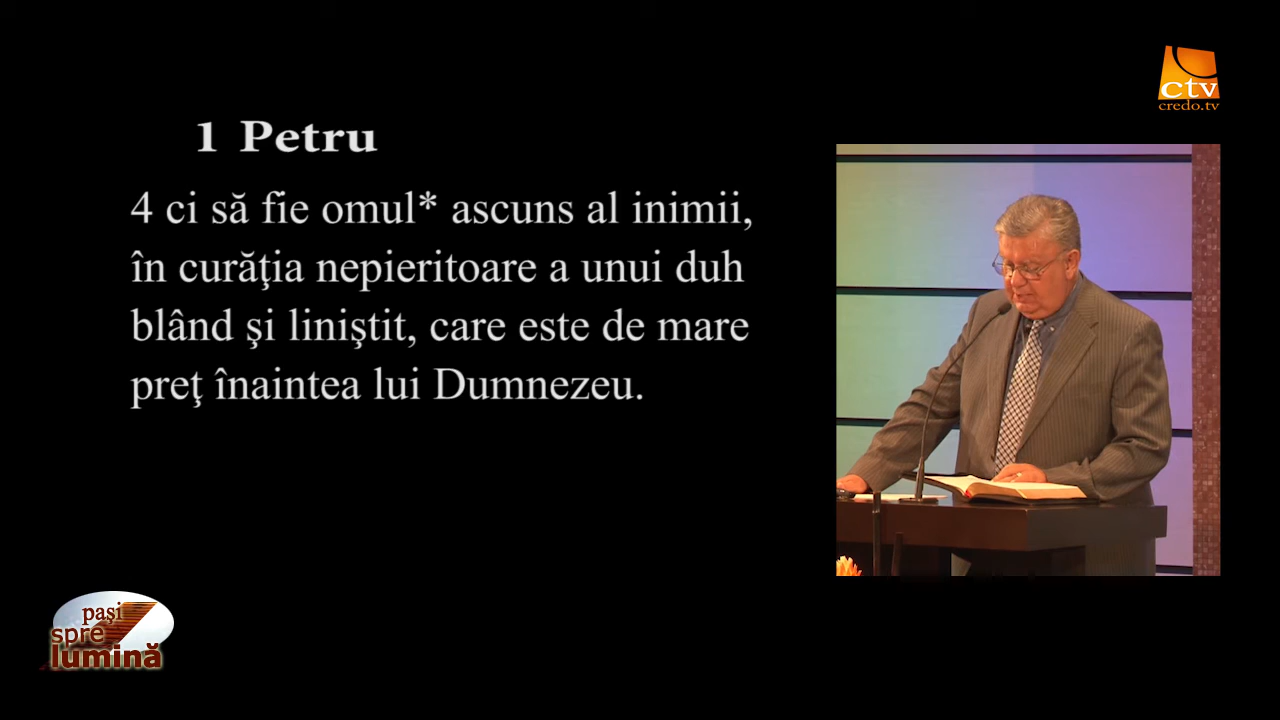 ctv
credo.tv
1 Petru
4 ci să fie omul* ascuns al inimii,
în curăţia nepieritoare a unui duh
blând şi liniştit, care este de mare
preţ înaintea lui Dumnezeu.
paşi
spre
lumină